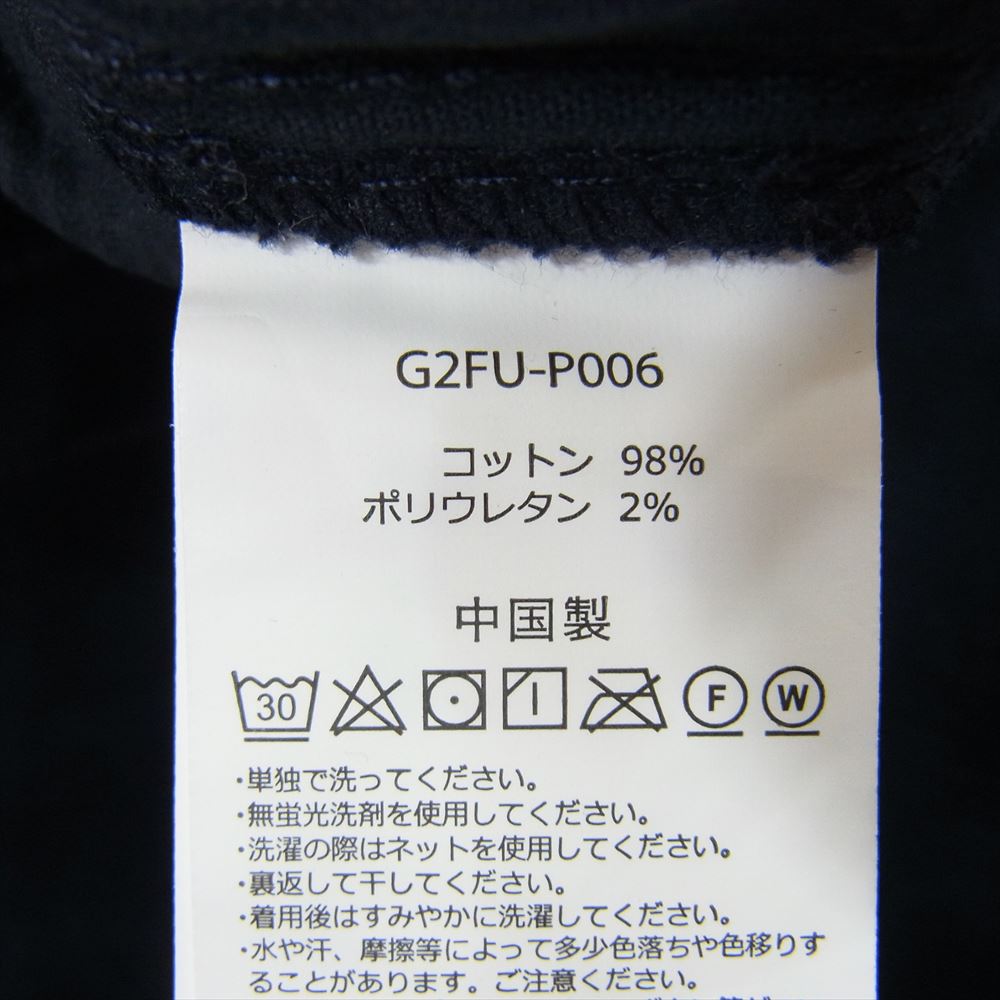 G2FU-P006
コットン 98%
ポリウレタン 2%
中国製
30 F W
・単独で洗ってください。
・無蛍光洗剤を使用してください。
・洗濯の際はネットを使用してください。
・裏返して干してください。
・着用後はすみやかに洗濯してください。
・水や汗、摩擦等によって多少色落ちや色移りす
ることがあります。ご注意ください。